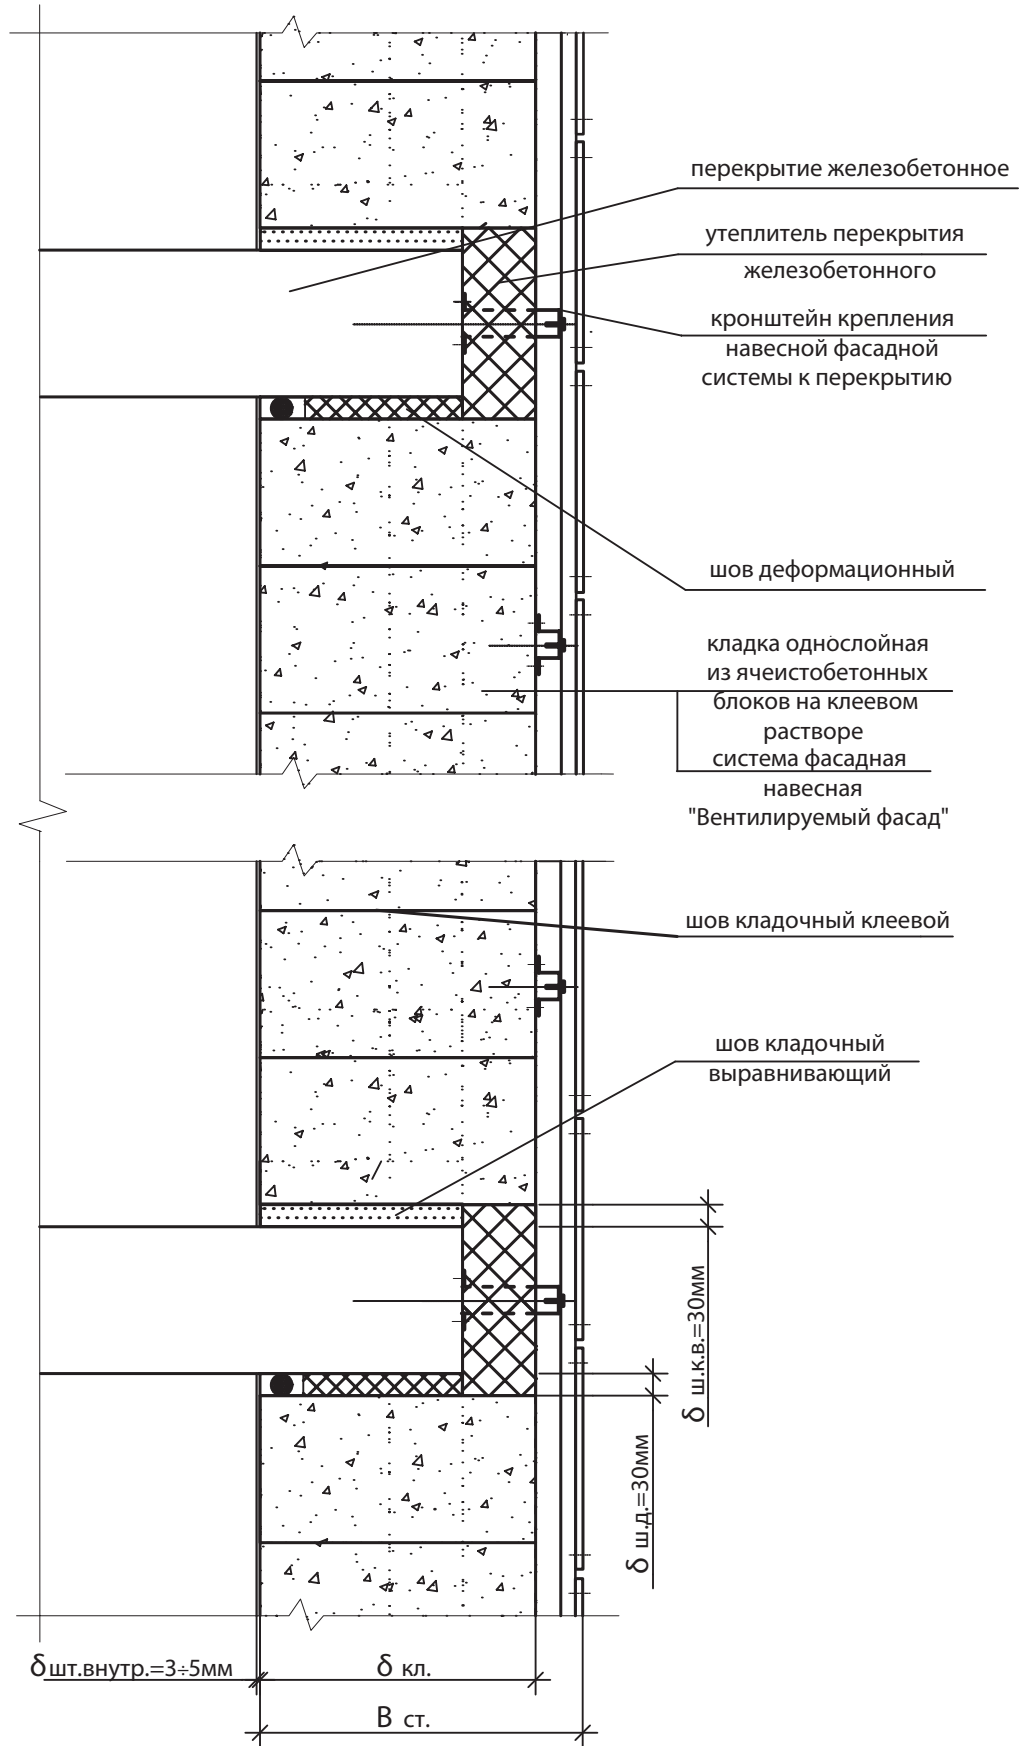 перекрытие железобетонное
утеплитель перекрытия
железобетонного
кронштейн крепления
навесной фасадной
системы к перекрытию
шов деформационный
кладка однослойная
из ячеистобетонных
блоков на клеевом
растворе
система фасадная
навесная
"Вентилируемый фасад"
шов кладочный клеевой
шов кладочный
выравнивающий
δ ш.к.в.=30мм
δ ш.д.=30мм
δ шт.внутр.=3÷5мм
δ кл.
В ст.